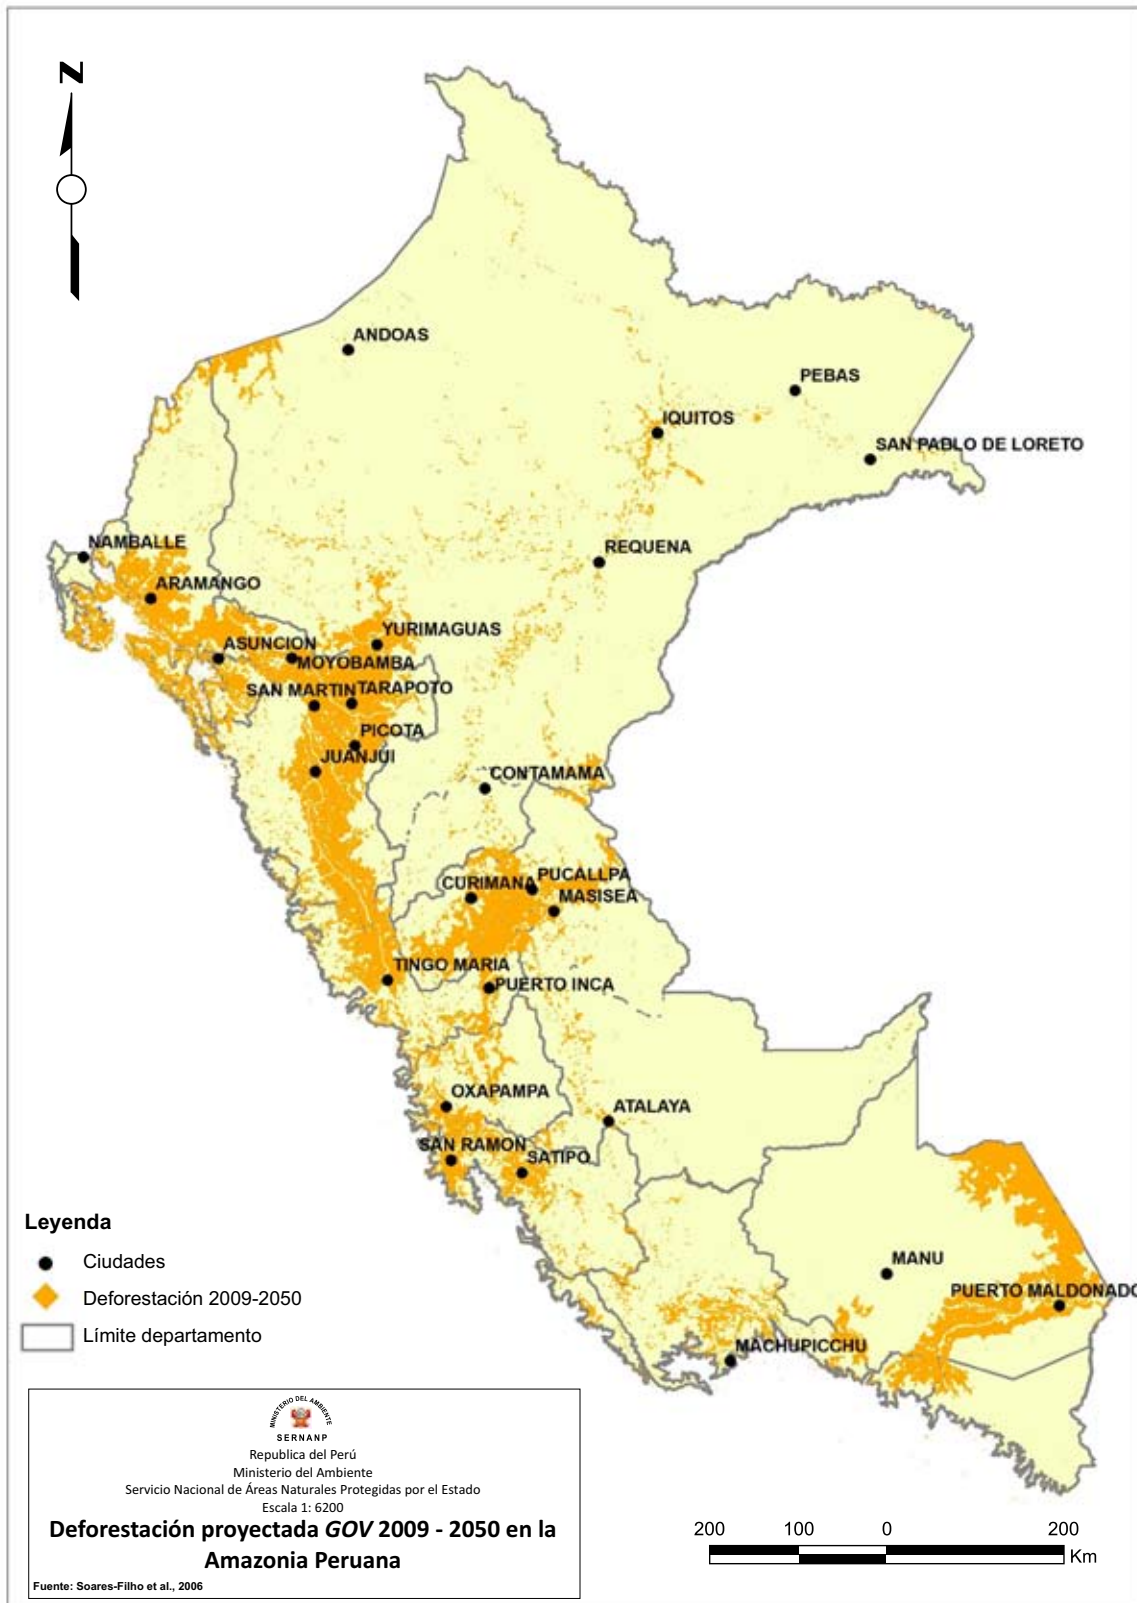 N
ANDOAS
PEBAS
IQUITOS
SAN PABLO DE LORETO
NAMBALLE
REQUENA
ARAMANGO
YURIMAGUAS
ASUNCION
MOYOBAMBA
SAN MARTIN
TARAPOTO
PICOTA
JUANJUI
CONTAMAMA
PUCALLPA
CURIMANA
MASISEA
TINGO MARIA
PUERTO INCA
OXAPAMPA
ATALAYA
SAN RAMON
SATIPO
MANU
PUERTO MALDONADO
MACHUPICCHU
Leyenda
Ciudades
Deforestación 2009-2050
Límite departamento
MINISTERIO DEL AMBIENTE
SERNANP
Republica del Perú
Ministerio del Ambiente
Servicio Nacional de Áreas Naturales Protegidas por el Estado
Escala 1: 6200
Deforestación proyectada GOV 2009 - 2050 en la
Amazonia Peruana
Fuente: Soares-Filho et al., 2006
200 100 0 200
Km